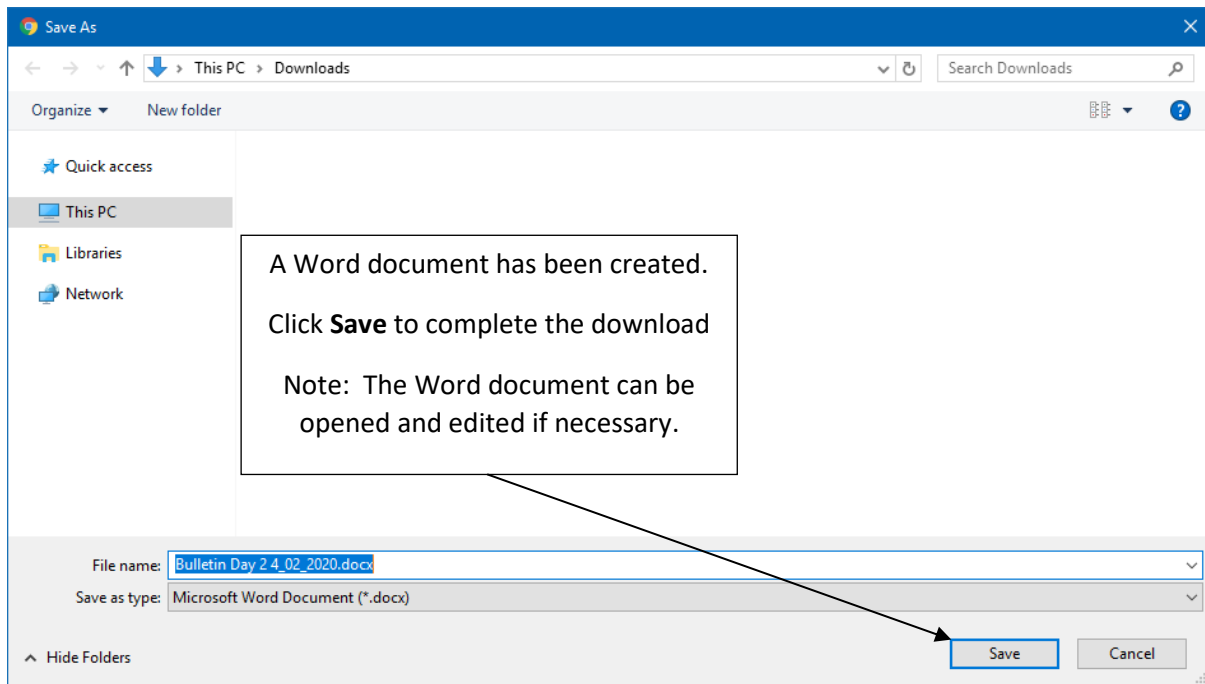 Save As
This PC > Downloads
Search Downloads
Organize
New folder
Quick access
This PC
Libraries
Network
A Word document has been created.
Click Save to complete the download
Note: The Word document can be
opened and edited if necessary.
File name: Bulletin Day 2 4_02_2020.docx
Save as type: Microsoft Word Document (*.docx)
Hide Folders
Save
Cancel